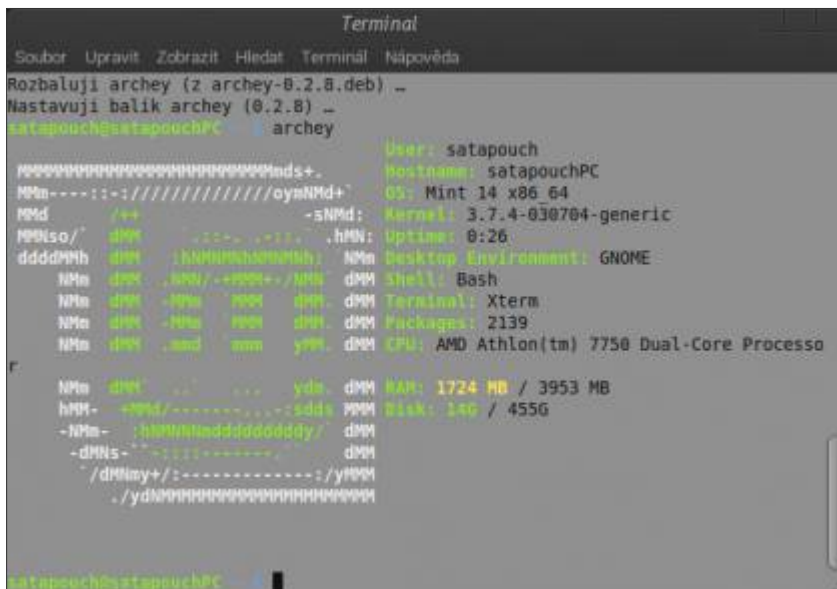 Terminal
Soubor Upravit Zobrazit Hledat Terminál Nápověda
Rozbaluji archey (z archey-0.2.8.deb) …
Nastavuji balík archey (0.2.8) …
satapouch@satapouchPC ~ $ archey
User: satapouch
Hostname: satapouchPC
OS: Mint 14 x86_64
Kernel: 3.7.4-030704-generic
Uptime: 0:26
Desktop Environment: GNOME
Shell: Bash
Terminal: Xterm
Packages: 2139
CPU: AMD Athlon(tm) 7750 Dual-Core Processo
r
RAM: 1724 MB / 3953 MB
Disk: 14G / 455G
satapouch@satapouchPC ~ $